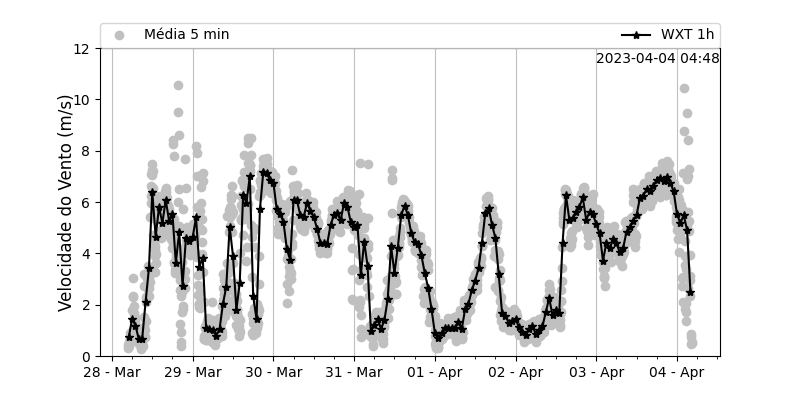 Média 5 min
WXT 1h
2023-04-04 04:48
Velocidade do Vento (m/s)
12
10
8
6
4
2
0
28 - Mar 29 - Mar 30 - Mar 31 - Mar 01 - Apr 02 - Apr 03 - Apr 04 - Apr